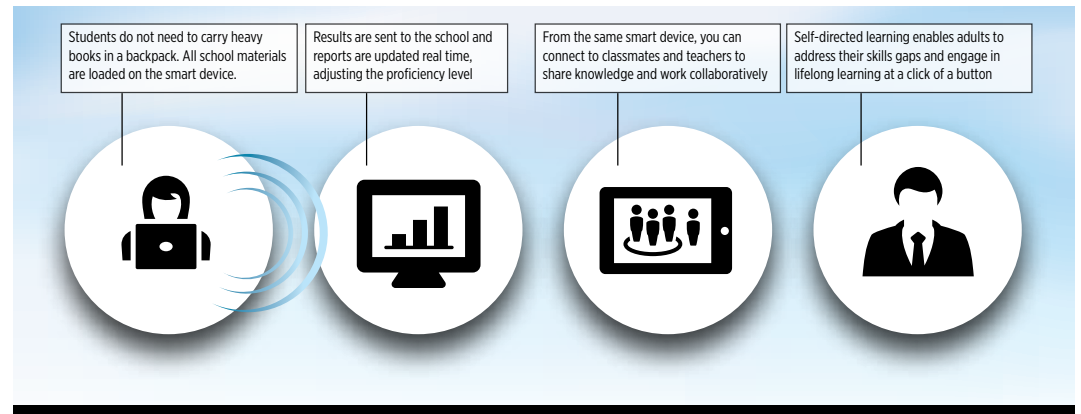 Students do not need to carry heavy
books in a backpack. All school materials
are loaded on the smart device.
Results are sent to the school and
reports are updated real time,
adjusting the proficiency level
From the same smart device, you can
connect to classmates and teachers to
share knowledge and work collaboratively
Self-directed learning enables adults to
address their skills gaps and engage in
lifelong learning at a click of a button